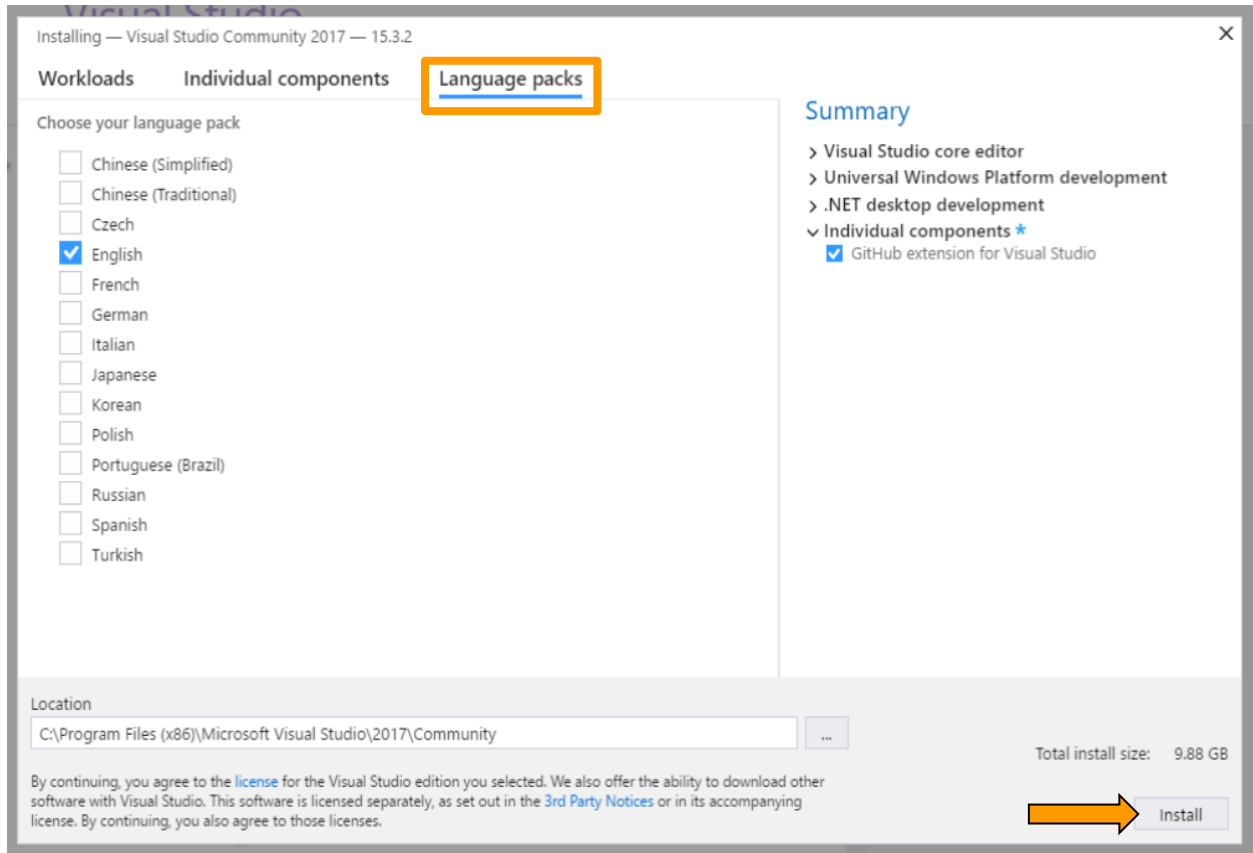 Visual Studio
Installing — Visual Studio Community 2017 — 15.3.2
Workloads Individual components Language packs
Choose your language pack
Chinese (Simplified)
Chinese (Traditional)
Czech
English
French
German
Italian
Japanese
Korean
Polish
Portuguese (Brazil)
Russian
Spanish
Turkish
Summary
Visual Studio core editor
Universal Windows Platform development
.NET desktop development
Individual components *
GitHub extension for Visual Studio
Location
C:\Program Files (x86)\Microsoft Visual Studio\2017\Community
...
By continuing, you agree to the license for the Visual Studio edition you selected. We also offer the ability to download other
software with Visual Studio. This software is licensed separately, as set out in the 3rd Party Notices or in its accompanying
license. By continuing, you also agree to those licenses.
Total install size: 9.88 GB
Install